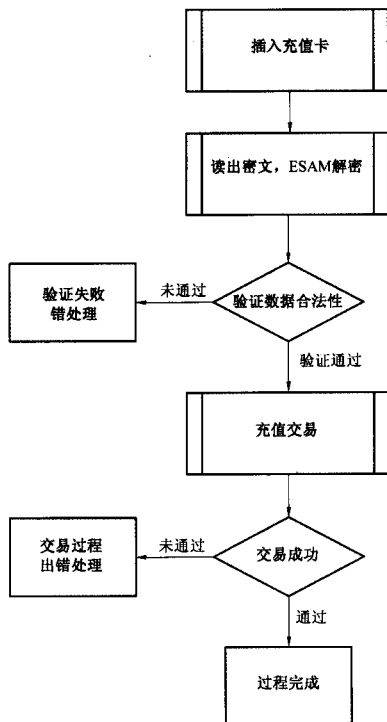 插入充值卡
读出密文，ESAM解密
验证数据合法性
未通过
验证失败
错处理
验证通过
充值交易
交易成功
未通过
交易过程
出错处理
通过
过程完成